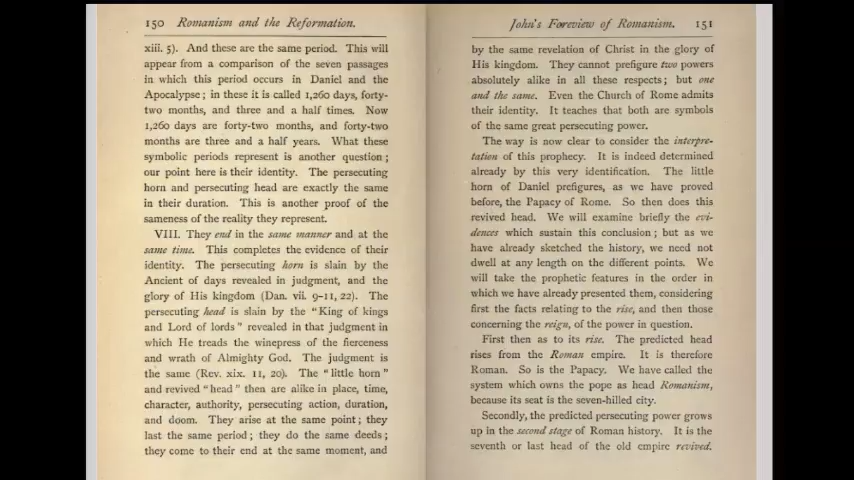 150 Romanism and the Reformation.
xiii. 5). And these are the same period. This will
appear from a comparison of the seven passages
in which this period occurs in Daniel and the
Apocalypse; in these it is called 1,260 days, forty-
two months, and three and a half times. Now
1,260 days are forty-two months, and forty-two
months are three and a half years. What these
symbolic periods represent is another question;
our point here is their identity. The persecuting
horn and persecuting head are exactly the same
in their duration. This is another proof of the
sameness of the reality they represent.
VIII. They end in the same manner and at the
same time. This completes the evidence of their
identity. The persecuting horn is slain by the
Ancient of days revealed in judgment, and the
glory of His kingdom (Dan. vii. 9-11, 22). The
persecuting head is slain by the "King of kings
and Lord of lords" revealed in that judgment in
which He treads the winepress of the fierceness
and wrath of Almighty God. The judgment is
the same (Rev. xix. 11, 20). The "little horn"
and revived "head" then are alike in place, time,
character, authority, persecuting action, duration,
and doom. They arise at the same point; they
last the same period; they do the same deeds;
they come to their end at the same moment, and
John's Foreview of Romanism. 151
by the same revelation of Christ in the glory of
His kingdom. They cannot prefigure two powers
absolutely alike in all these respects; but one
and the same. Even the Church of Rome admits
their identity. It teaches that both are symbols
of the same great persecuting power.
The way is now clear to consider the interpre-
tation of this prophecy. It is indeed determined
already by this very identification. The little
horn of Daniel prefigures, as we have proved
before, the Papacy of Rome. So then does this
revived head. We will examine briefly the evi-
dences which sustain this conclusion; but as we
have already sketched the history, we need not
dwell at any length on the different points. We
will take the prophetic features in the order in
which we have already presented them, considering
first the facts relating to the rise, and then those
concerning the reign, of the power in question.
First then as to its rise. The predicted head
rises from the Roman empire. It is therefore
Roman. So is the Papacy. We have called the
system which owns the pope as head Romanism,
because its seat is the seven-hilled city.
Secondly, the predicted persecuting power grows
up in the second stage of Roman history. It is the
seventh or last head of the old empire revived.